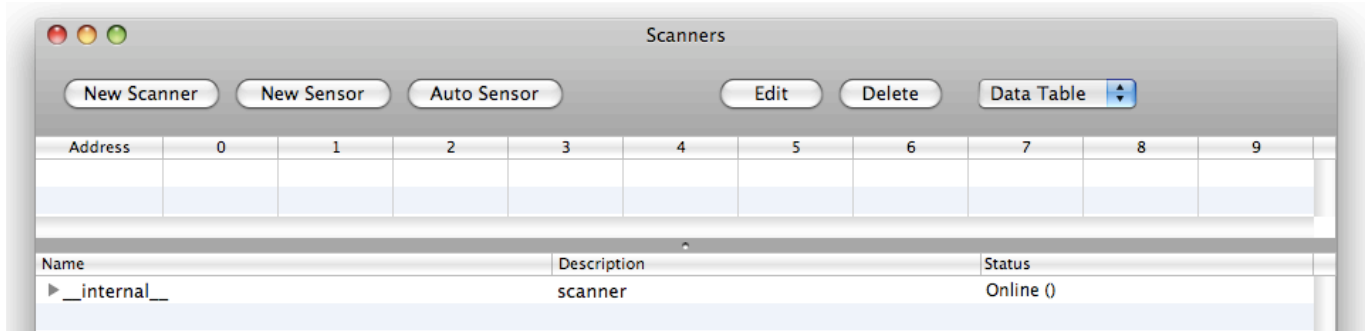 Scanners
New Scanner New Sensor Auto Sensor Edit Delete Data Table
Address 0 1 2 3 4 5 6 7 8 9
Name Description Status
__internal__ scanner Online ()